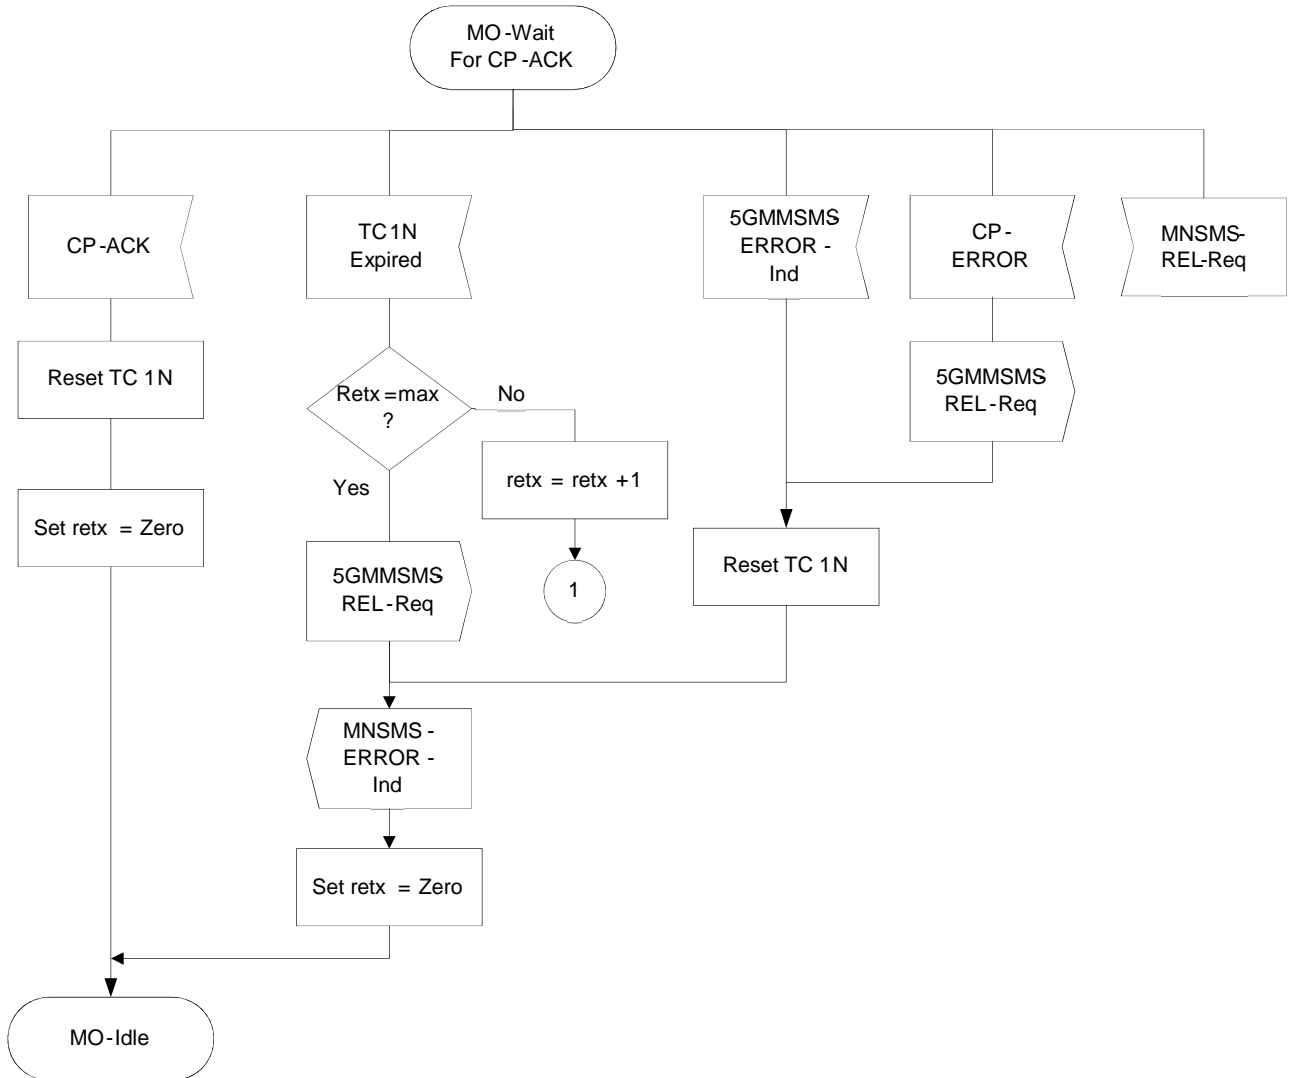 MO-Wait
For CP-ACK
CP-ACK
TC1N
Expired
5GMMSMS-
ERROR-
Ind
CP-
ERROR
MNSMS-
REL-Req
Reset TC 1N
Retx=max
?
No
5GMMSMS-
REL-Req
Yes
retx = retx +1
Set retx = Zero
Reset TC 1N
5GMMSMS-
REL-Req
1
MNSMS-
ERROR-
Ind
Set retx = Zero
MO-Idle